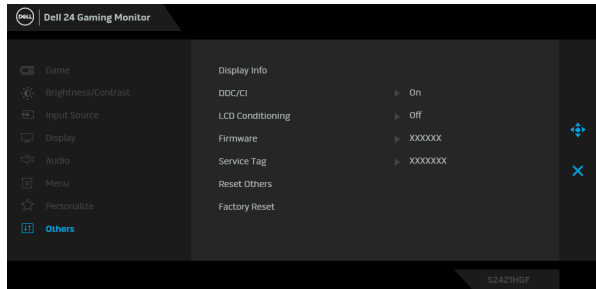 DELL Dell 24 Gaming Monitor
Game
Brightness/Contrast
Input Source
Display
Audio
Menu
Personalize
Others
Display Info
DDC/CI On
LCD Conditioning Off
Firmware XXXXXX
Service Tag XXXXXXX
Reset Others
Factory Reset
S2421HGF